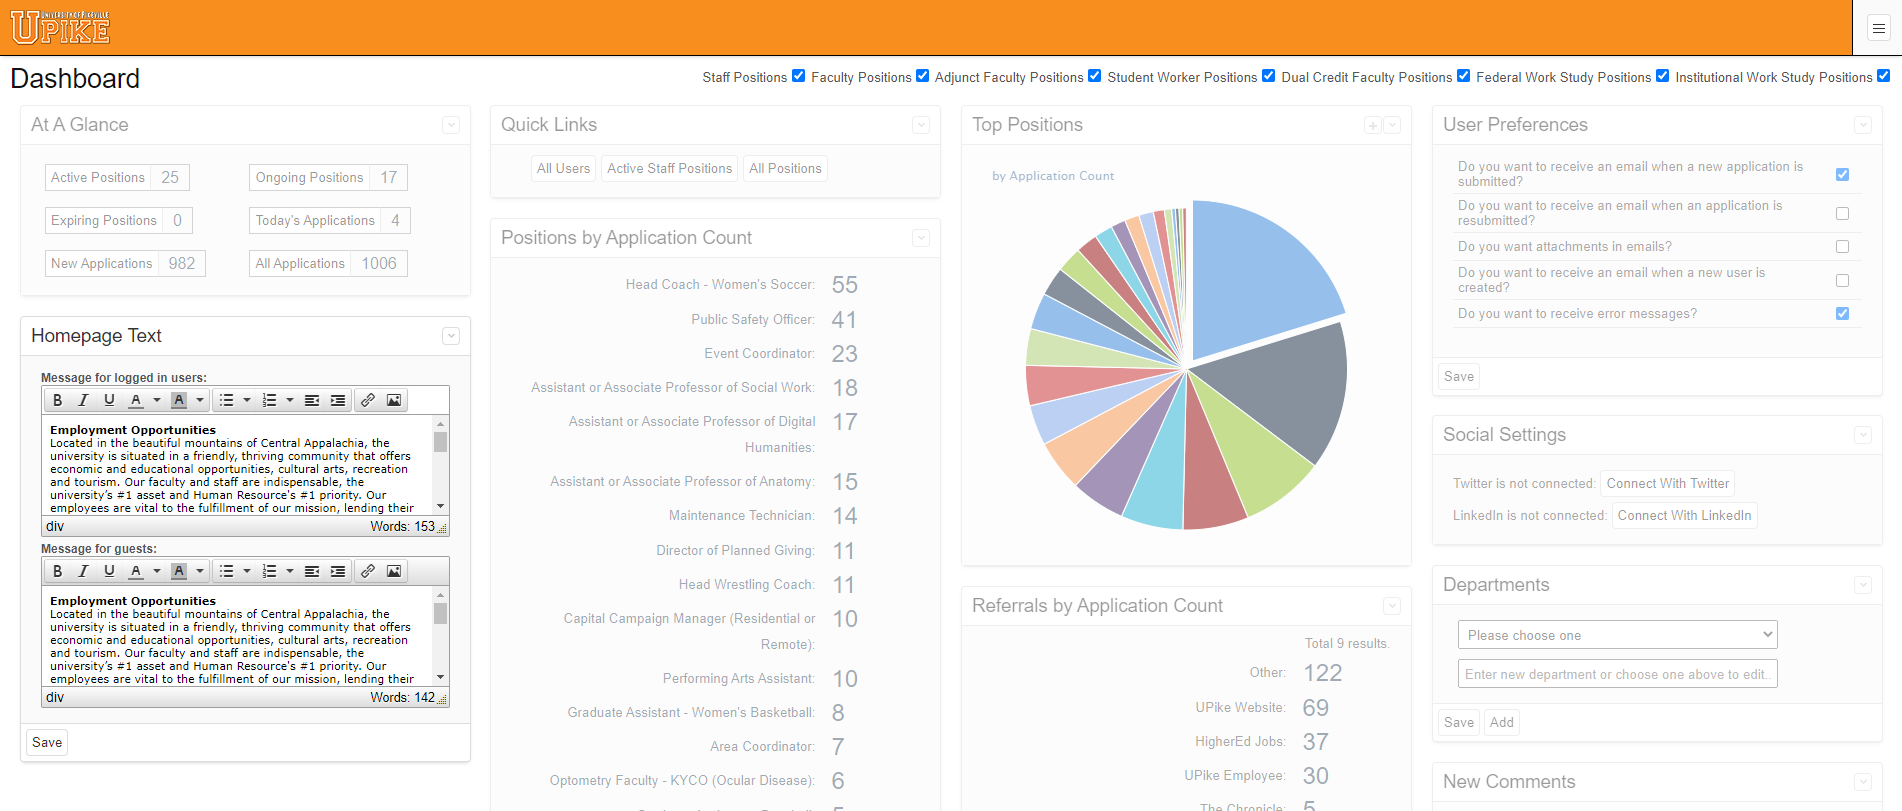 UNIVERSITY OF PIKEVILLE
UPIKE
Dashboard
Staff Positions Faculty Positions Adjunct Faculty Positions Student Worker Positions Dual Credit Faculty Positions Federal Work Study Positions Institutional Work Study Positions
At A Glance
Active Positions 25
Ongoing Positions 17
Expiring Positions 0
Today's Applications 4
New Applications 982
All Applications 1006
Homepage Text
Message for logged in users:
B I U A A
Employment Opportunities
Located in the beautiful mountains of Central Appalachia, the
university is situated in a friendly, thriving community that offers
economic and educational opportunities, cultural arts, recreation
and tourism. Our faculty and staff are indispensable, the
university's #1 asset and Human Resource's #1 priority. Our
employees are vital to the fulfillment of our mission, lending their
div Words: 153
Message for guests:
B I U A A
Employment Opportunities
Located in the beautiful mountains of Central Appalachia, the
university is situated in a friendly, thriving community that offers
economic and educational opportunities, cultural arts, recreation
and tourism. Our faculty and staff are indispensable, the
university's #1 asset and Human Resource's #1 priority. Our
employees are vital to the fulfillment of our mission, lending their
div Words: 142
Save
Quick Links
All Users Active Staff Positions All Positions
Positions by Application Count
Head Coach - Women's Soccer: 55
Public Safety Officer: 41
Event Coordinator: 23
Assistant or Associate Professor of Social Work: 18
Assistant or Associate Professor of Digital 17
Humanities:
Assistant or Associate Professor of Anatomy: 15
Maintenance Technician: 14
Director of Planned Giving: 11
Head Wrestling Coach: 11
Capital Campaign Manager (Residential or 10
Remote):
Performing Arts Assistant: 10
Graduate Assistant - Women's Basketball: 8
Area Coordinator: 7
Optometry Faculty - KYCO (Ocular Disease): 6
Top Positions
by Application Count
Referrals by Application Count
Total 9 results.
Other: 122
UPike Website: 69
HigherEd Jobs: 37
UPike Employee: 30
The Chronicle: 5
User Preferences
Do you want to receive an email when a new application is
submitted?
Do you want to receive an email when an application is
resubmitted?
Do you want attachments in emails?
Do you want to receive an email when a new user is
created?
Do you want to receive error messages?
Save
Social Settings
Twitter is not connected: Connect With Twitter
LinkedIn is not connected: Connect With LinkedIn
Departments
Please choose one
Enter new department or choose one above to edit..
Save Add
New Comments